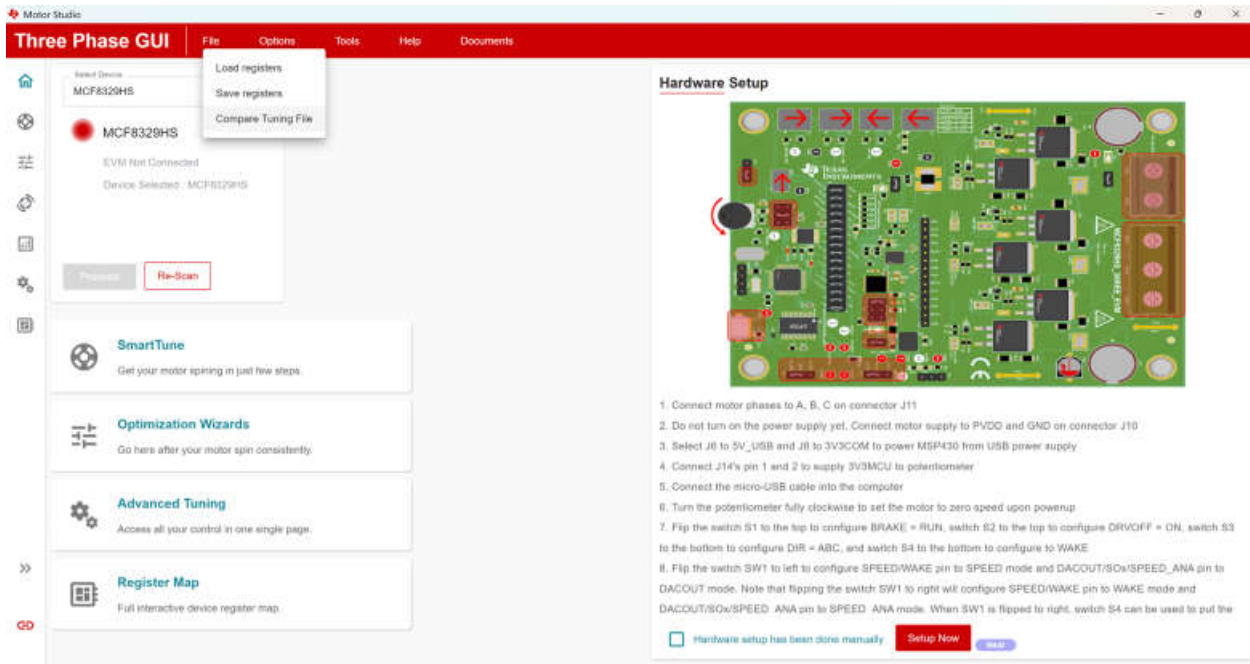 Motor Studio
Three Phase GUI
File
Options
Tools
Help
Documents
Load registers
Save registers
Compare Tuning File
Select Device
MCF8329HS
MCF8329HS
EVM Not Connected
Device Selected : MCF8329HS
Proceed
Re-Scan
SmartTune
Get your motor spining in just few steps.
Optimization Wizards
Go here after your motor spin consistently.
Advanced Tuning
Access all your control in one single page.
Register Map
Full interactive device register map.
Hardware Setup
TEXAS
INSTRUMENTS
1. Connect motor phases to A, B, C on connector J11
2. Do not turn on the power supply yet. Connect motor supply to PVDD and GND on connector J10
3. Select J6 to 5V_USB and J8 to 3V3COM to power MSP430 from USB power supply
4. Connect J14's pin 1 and 2 to supply 3V3MCU to potentiometer
5. Connect the micro-USB cable into the computer
6. Turn the potentiometer fully clockwise to set the motor to zero speed upon powerup
7. Flip the switch S1 to the top to configure BRAKE = RUN, switch S2 to the top to configure DRVOFF = ON, switch S3
to the bottom to configure DIR = ABC, and switch S4 to the bottom to configure to WAKE
8. Flip the switch SW1 to left to configure SPEED/WAKE pin to SPEED mode and DACOUT/SOx/SPEED_ANA pin to
DACOUT mode. Note that flipping the switch SW1 to right will configure SPEED/WAKE pin to WAKE mode and
DACOUT/SOx/SPEED_ANA pin to SPEED_ANA mode. When SW1 is flipped to right, switch S4 can be used to put the
Hardware setup has been done manually
Setup Now